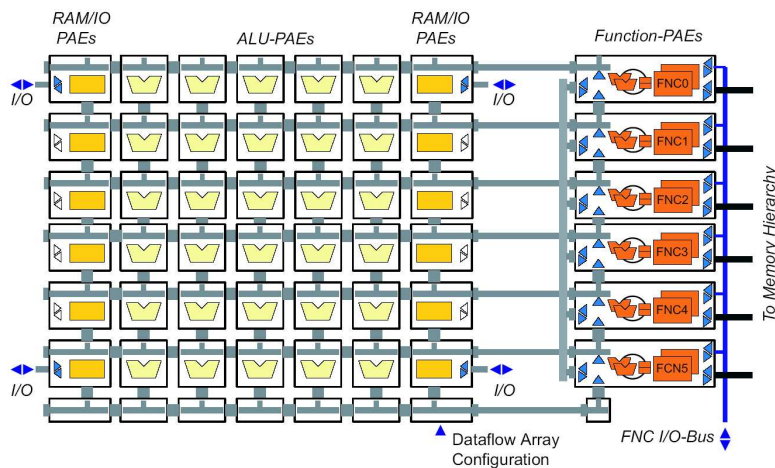 RAM/IO
PAEs
ALU-PAEs
RAM/IO
PAEs
Function-PAEs
I/O
I/O
FNC0
FNC1
FNC2
FNC3
FNC4
FCN5
I/O
I/O
To Memory Hierarchy
FNC I/O-Bus
Dataflow Array
Configuration